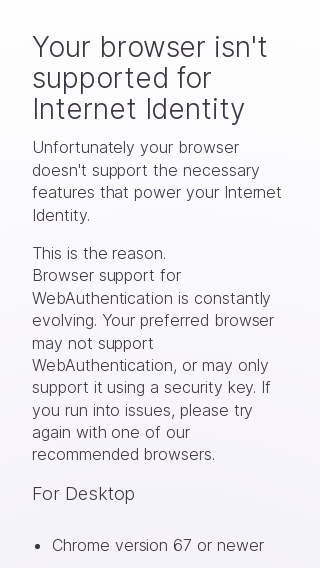 Your browser isn't
supported for
Internet Identity
Unfortunately your browser
doesn't support the necessary
features that power your Internet
Identity.
This is the reason.
Browser support for
WebAuthentication is constantly
evolving. Your preferred browser
may not support
WebAuthentication, or may only
support it using a security key. If
you run into issues, please try
again with one of our
recommended browsers.
For Desktop
• Chrome version 67 or newer